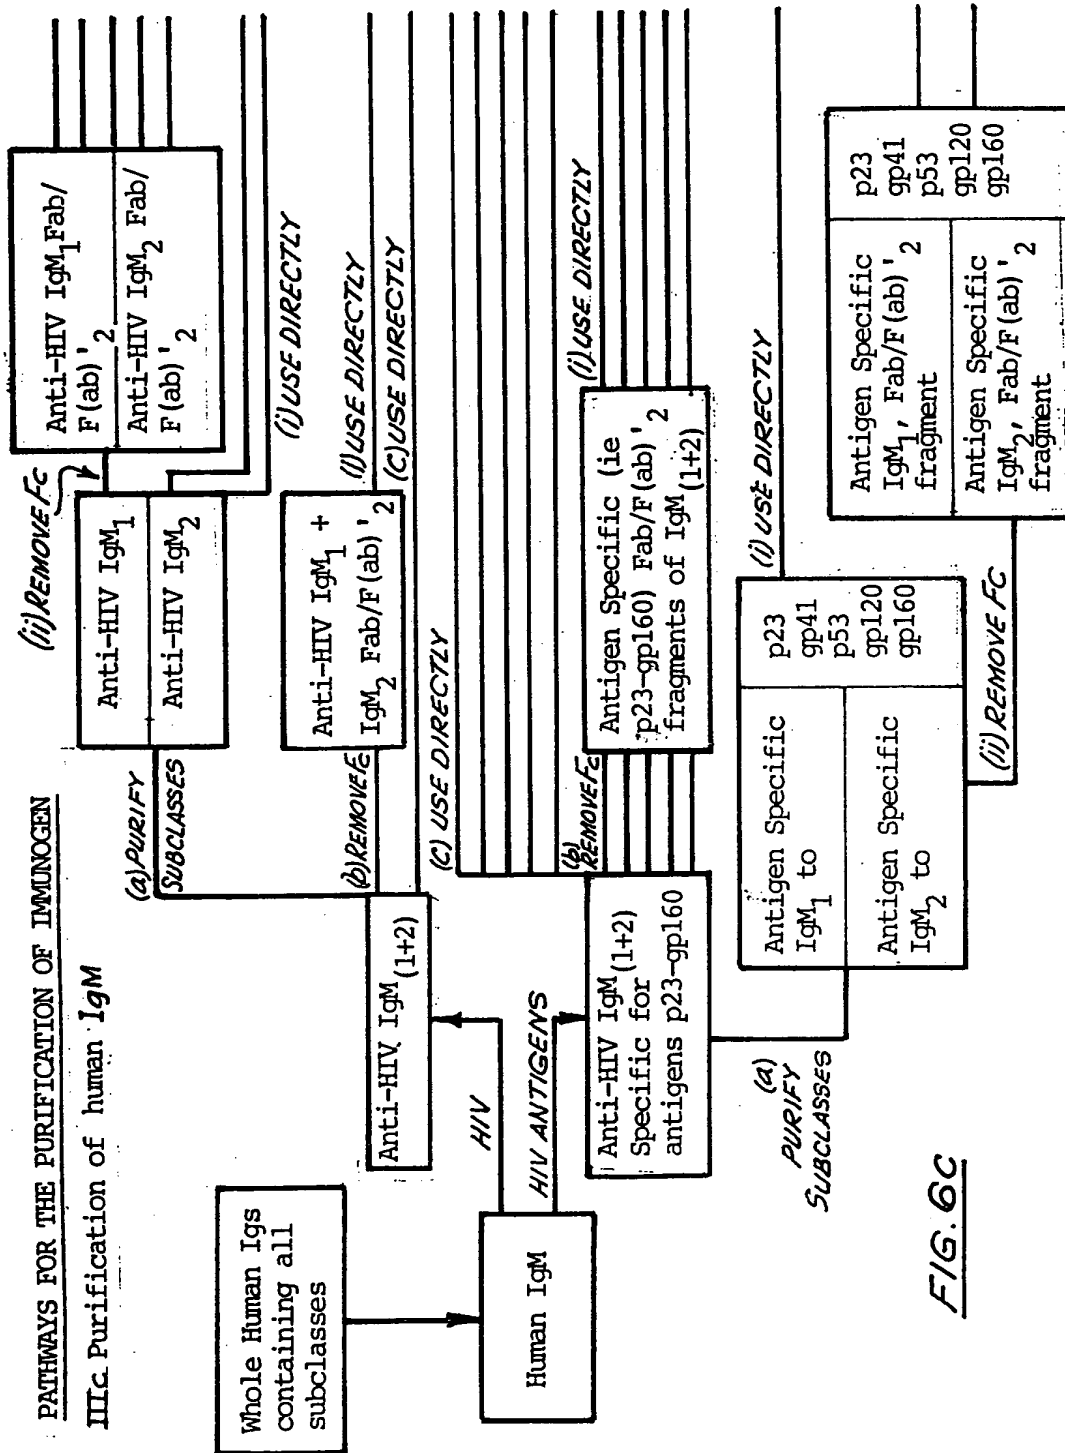 PATHWAYS FOR THE PURIFICATION OF IMMUNOGEN
IIIc Purification of human IgM
Whole Human Igs
containing all
subclasses
Human IgM
HIV
HIV ANTIGENS
Anti-HIV IgM(1+2)
(a) PURIFY
SUBCLASSES
Anti-HIV IgM1
Anti-HIV IgM2
(ii) REMOVE Fc
Anti-HIV IgM1 Fab/
F(ab)'2
Anti-HIV IgM2 Fab/
F(ab)'2
(i) USE DIRECTLY
(b) REMOVE Fc
Anti-HIV IgM1 +
IgM2 Fab/F(ab)'2
(i) USE DIRECTLY
(C) USE DIRECTLY
Anti-HIV IgM(1+2)
Specific for
antigens p23-gp160
(C) USE DIRECTLY
(b)
REMOVE Fc
Antigen Specific (ie
p23-gp160) Fab/F(ab)'2
fragments of IgM(1+2)
(i) USE DIRECTLY
(a)
PURIFY
SUBCLASSES
Antigen Specific
IgM1 to
Antigen Specific
IgM2 to
p23
gp41
p53
gp120
gp160
(i) USE DIRECTLY
(ii) REMOVE Fc
Antigen Specific
IgM1, Fab/F(ab)'2
fragment
Antigen Specific
IgM2, Fab/F(ab)'2
fragment
p23
gp41
p53
gp120
gp160
FIG. 6C